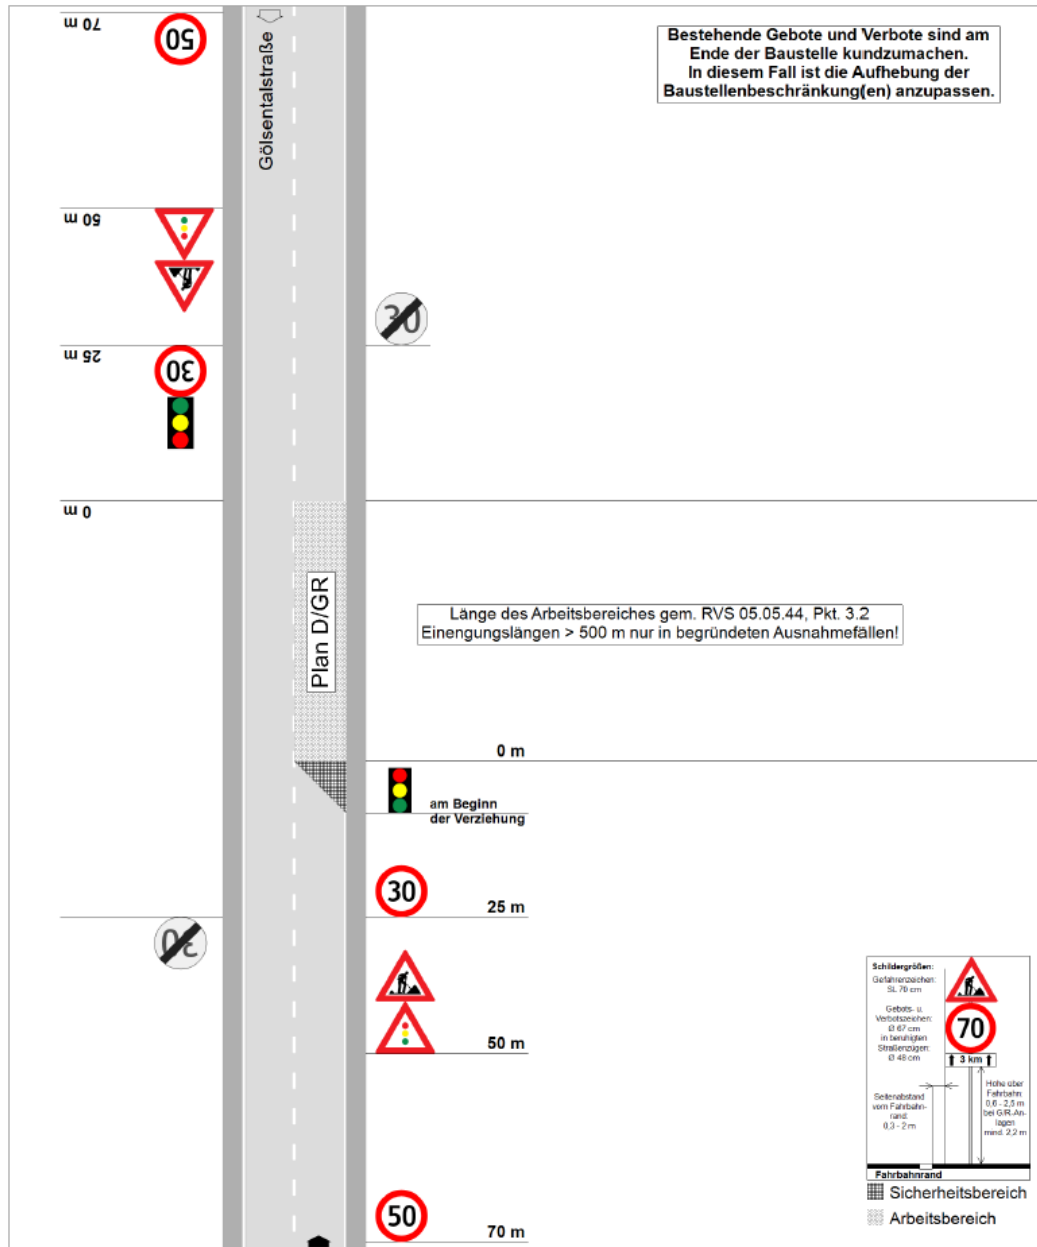 70 m
50
Gölsentalstraße
Bestehende Gebote und Verbote sind am
Ende der Baustelle kundzumachen.
In diesem Fall ist die Aufhebung der
Baustellenbeschränkung(en) anzupassen.
50 m
30
25 m
30
0 m
Plan D/GR
Länge des Arbeitsbereiches gem. RVS 05.05.44, Pkt. 3.2
Einengungslängen > 500 m nur in begründeten Ausnahmefällen!
0 m
am Beginn
der Verziehung
30
25 m
30
50 m
50
70 m
Schildergrößen:
Gefahrenzeichen:
SL 70 cm
Gebots- u.
Verbotszeichen:
Ø 67 cm
in beruhigten
Straßenzügen:
Ø 48 cm
70
3 km
Seitenabstand
vom Fahrbahn-
rand:
0,3 - 2 m
Höhe über
Fahrbahn:
0,6 - 2,5 m
bei G/R-An-
lagen
mind. 2,2 m
Fahrbahnrand
Sicherheitsbereich
Arbeitsbereich